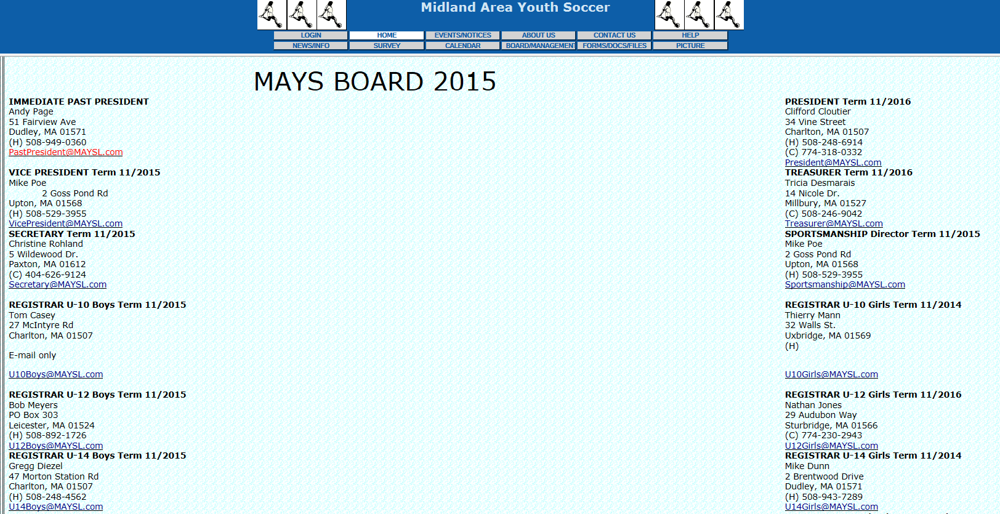 Midland Area Youth Soccer
LOGIN HOME EVENTS/NOTICES ABOUT US CONTACT US HELP
NEWS/INFO SURVEY CALENDAR BOARD/MANAGEMENT FORMS/DOCS/FILES PICTURE
MAYS BOARD 2015
IMMEDIATE PAST PRESIDENT
Andy Page
51 Fairview Ave
Dudley, MA 01571
(H) 508-949-0360
PastPresident@MAYSL.com
VICE PRESIDENT Term 11/2015
Mike Poe
2 Goss Pond Rd
Upton, MA 01568
(H) 508-529-3955
VicePresident@MAYSL.com
SECRETARY Term 11/2015
Christine Rohland
5 Wildewood Dr.
Paxton, MA 01612
(C) 404-626-9124
Secretary@MAYSL.com
REGISTRAR U-10 Boys Term 11/2015
Tom Casey
27 McIntyre Rd
Charlton, MA 01507
E-mail only
U10Boys@MAYSL.com
REGISTRAR U-12 Boys Term 11/2015
Bob Meyers
PO Box 303
Leicester, MA 01524
(H) 508-892-1726
U12Boys@MAYSL.com
REGISTRAR U-14 Boys Term 11/2015
Gregg Diezel
47 Morton Station Rd
Charlton, MA 01507
(H) 508-248-4562
U14Boys@MAYSL.com
PRESIDENT Term 11/2016
Clifford Cloutier
34 Vine Street
Charlton, MA 01507
(H) 508-248-6914
(C) 774-318-0332
President@MAYSL.com
TREASURER Term 11/2016
Tricia Desmarais
14 Nicole Dr.
Millbury, MA 01527
(C) 508-246-9042
Treasurer@MAYSL.com
SPORTSMANSHIP Director Term 11/2015
Mike Poe
2 Goss Pond Rd
Upton, MA 01568
(H) 508-529-3955
Sportsmanship@MAYSL.com
REGISTRAR U-10 Girls Term 11/2014
Thierry Mann
32 Walls St.
Uxbridge, MA 01569
(H)
U10Girls@MAYSL.com
REGISTRAR U-12 Girls Term 11/2016
Nathan Jones
29 Audubon Way
Sturbridge, MA 01566
(C) 774-230-2943
U12Girls@MAYSL.com
REGISTRAR U-14 Girls Term 11/2014
Mike Dunn
2 Brentwood Drive
Dudley, MA 01571
(H) 508-943-7289
U14Girls@MAYSL.com